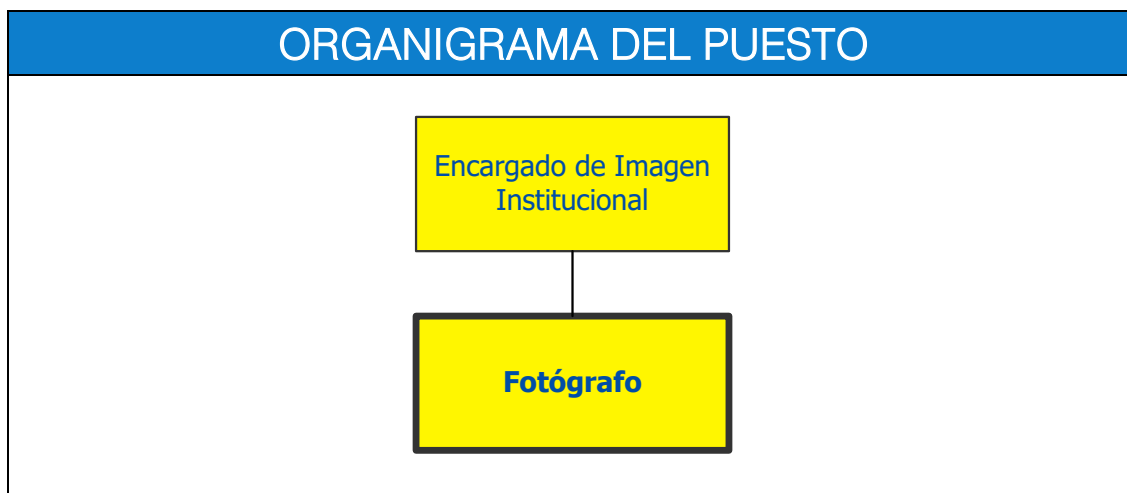 ORGANIGRAMA DEL PUESTO
Encargado de Imagen
Institucional
Fotógrafo